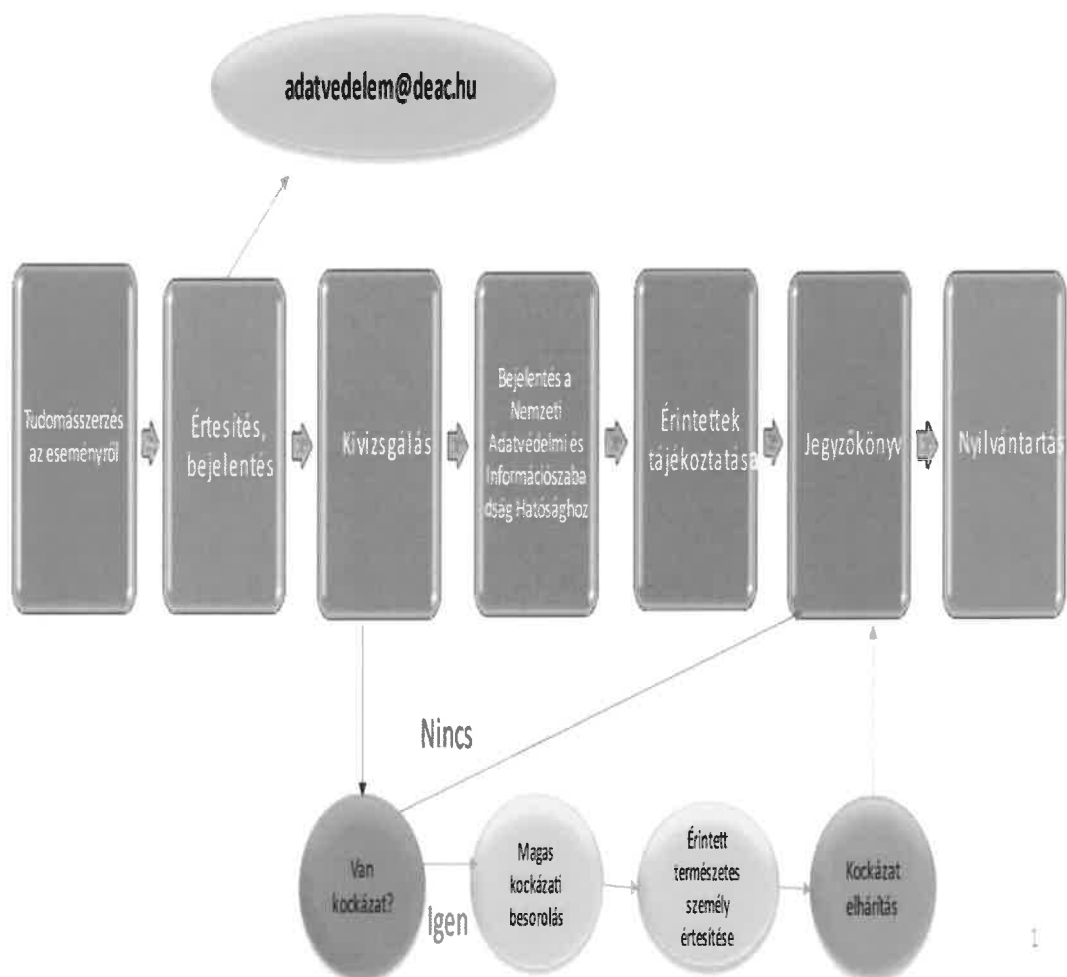 adatvedelem@deac.hu
Tudomásszerzés
az eseményről
Értesítés,
bejelentés
Kivizsgálás
Bejelentés a
Nemzeti
Adatvédelmi és
Információszaba
dság Hatósághoz
Érintettek
tájékoztatása
Jegyzőkönyv
Nyilvántartás
Nincs
Van
kockázat?
Igen
Magas
kockázati
besorolás
Érintett
természetes
személy
értesítése
Kockázat
elhárítás
1